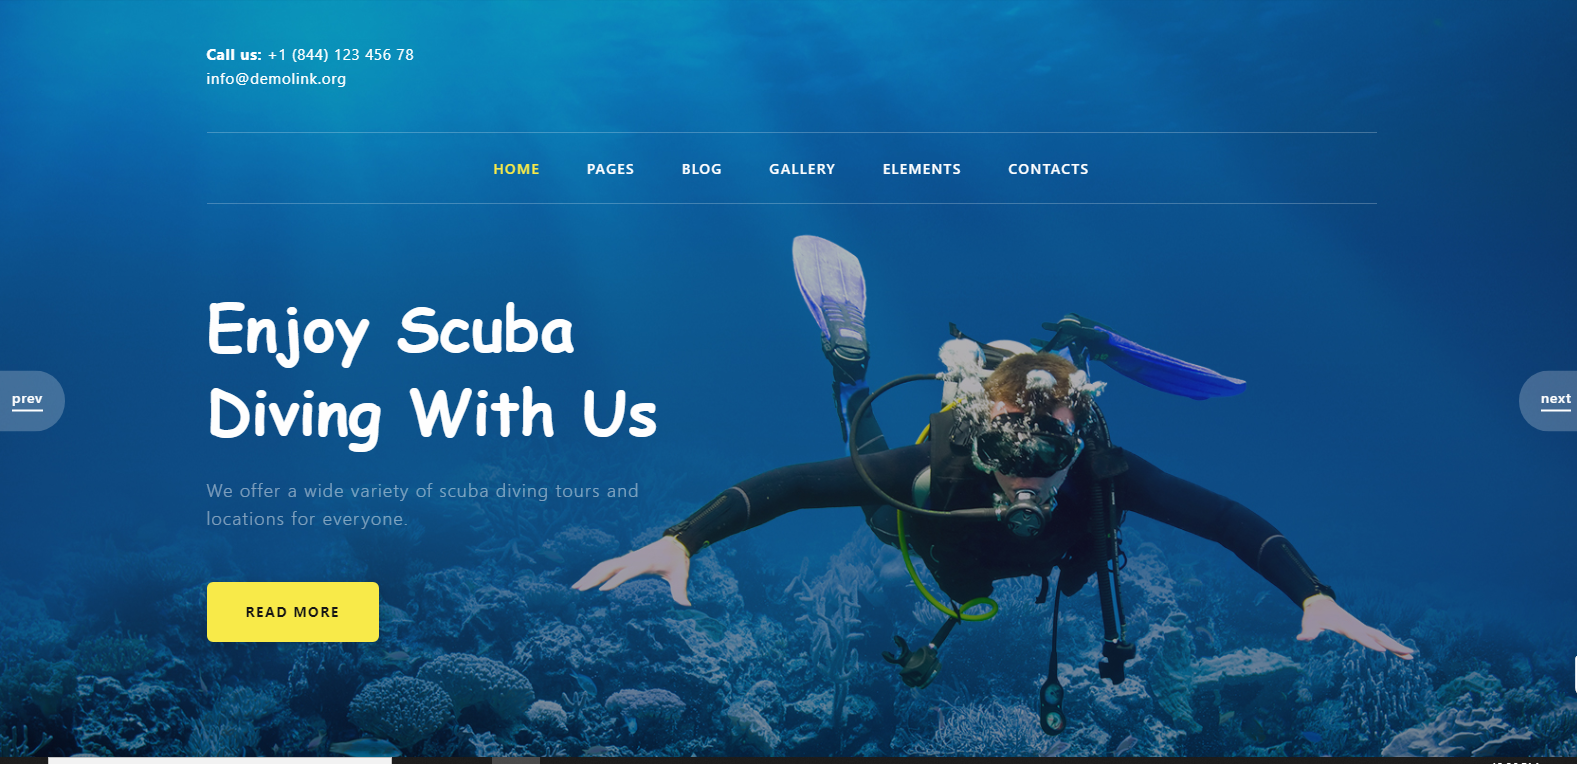 Call us: +1 (844) 123 456 78
info@demolink.org
HOME PAGES BLOG GALLERY ELEMENTS CONTACTS
Enjoy Scuba
Diving With Us
prev
next
We offer a wide variety of scuba diving tours and
locations for everyone.
READ MORE